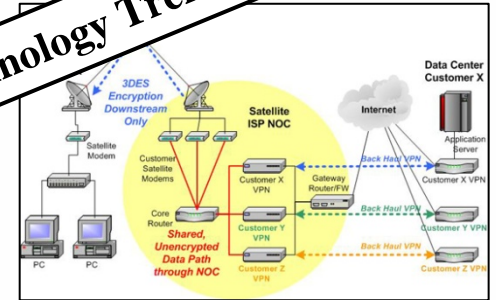 nology Tre
3DES
Encryption
Downstream
Only
Satellite
ISP NOC
Data Center
Customer X
Internet
Application
Server
Satellite
Modem
Customer
Satellite
Modems
Customer X
VPN
Gateway
Router/FW
Back Haul VPN
Customer X VPN
Core
Router
Shared,
Unencrypted
Data Path
through NOC
Customer Y
VPN
Back Haul VPN
Customer Y VPN
PC
PC
Customer Z
VPN
Back Haul VPN
Customer Z VPN